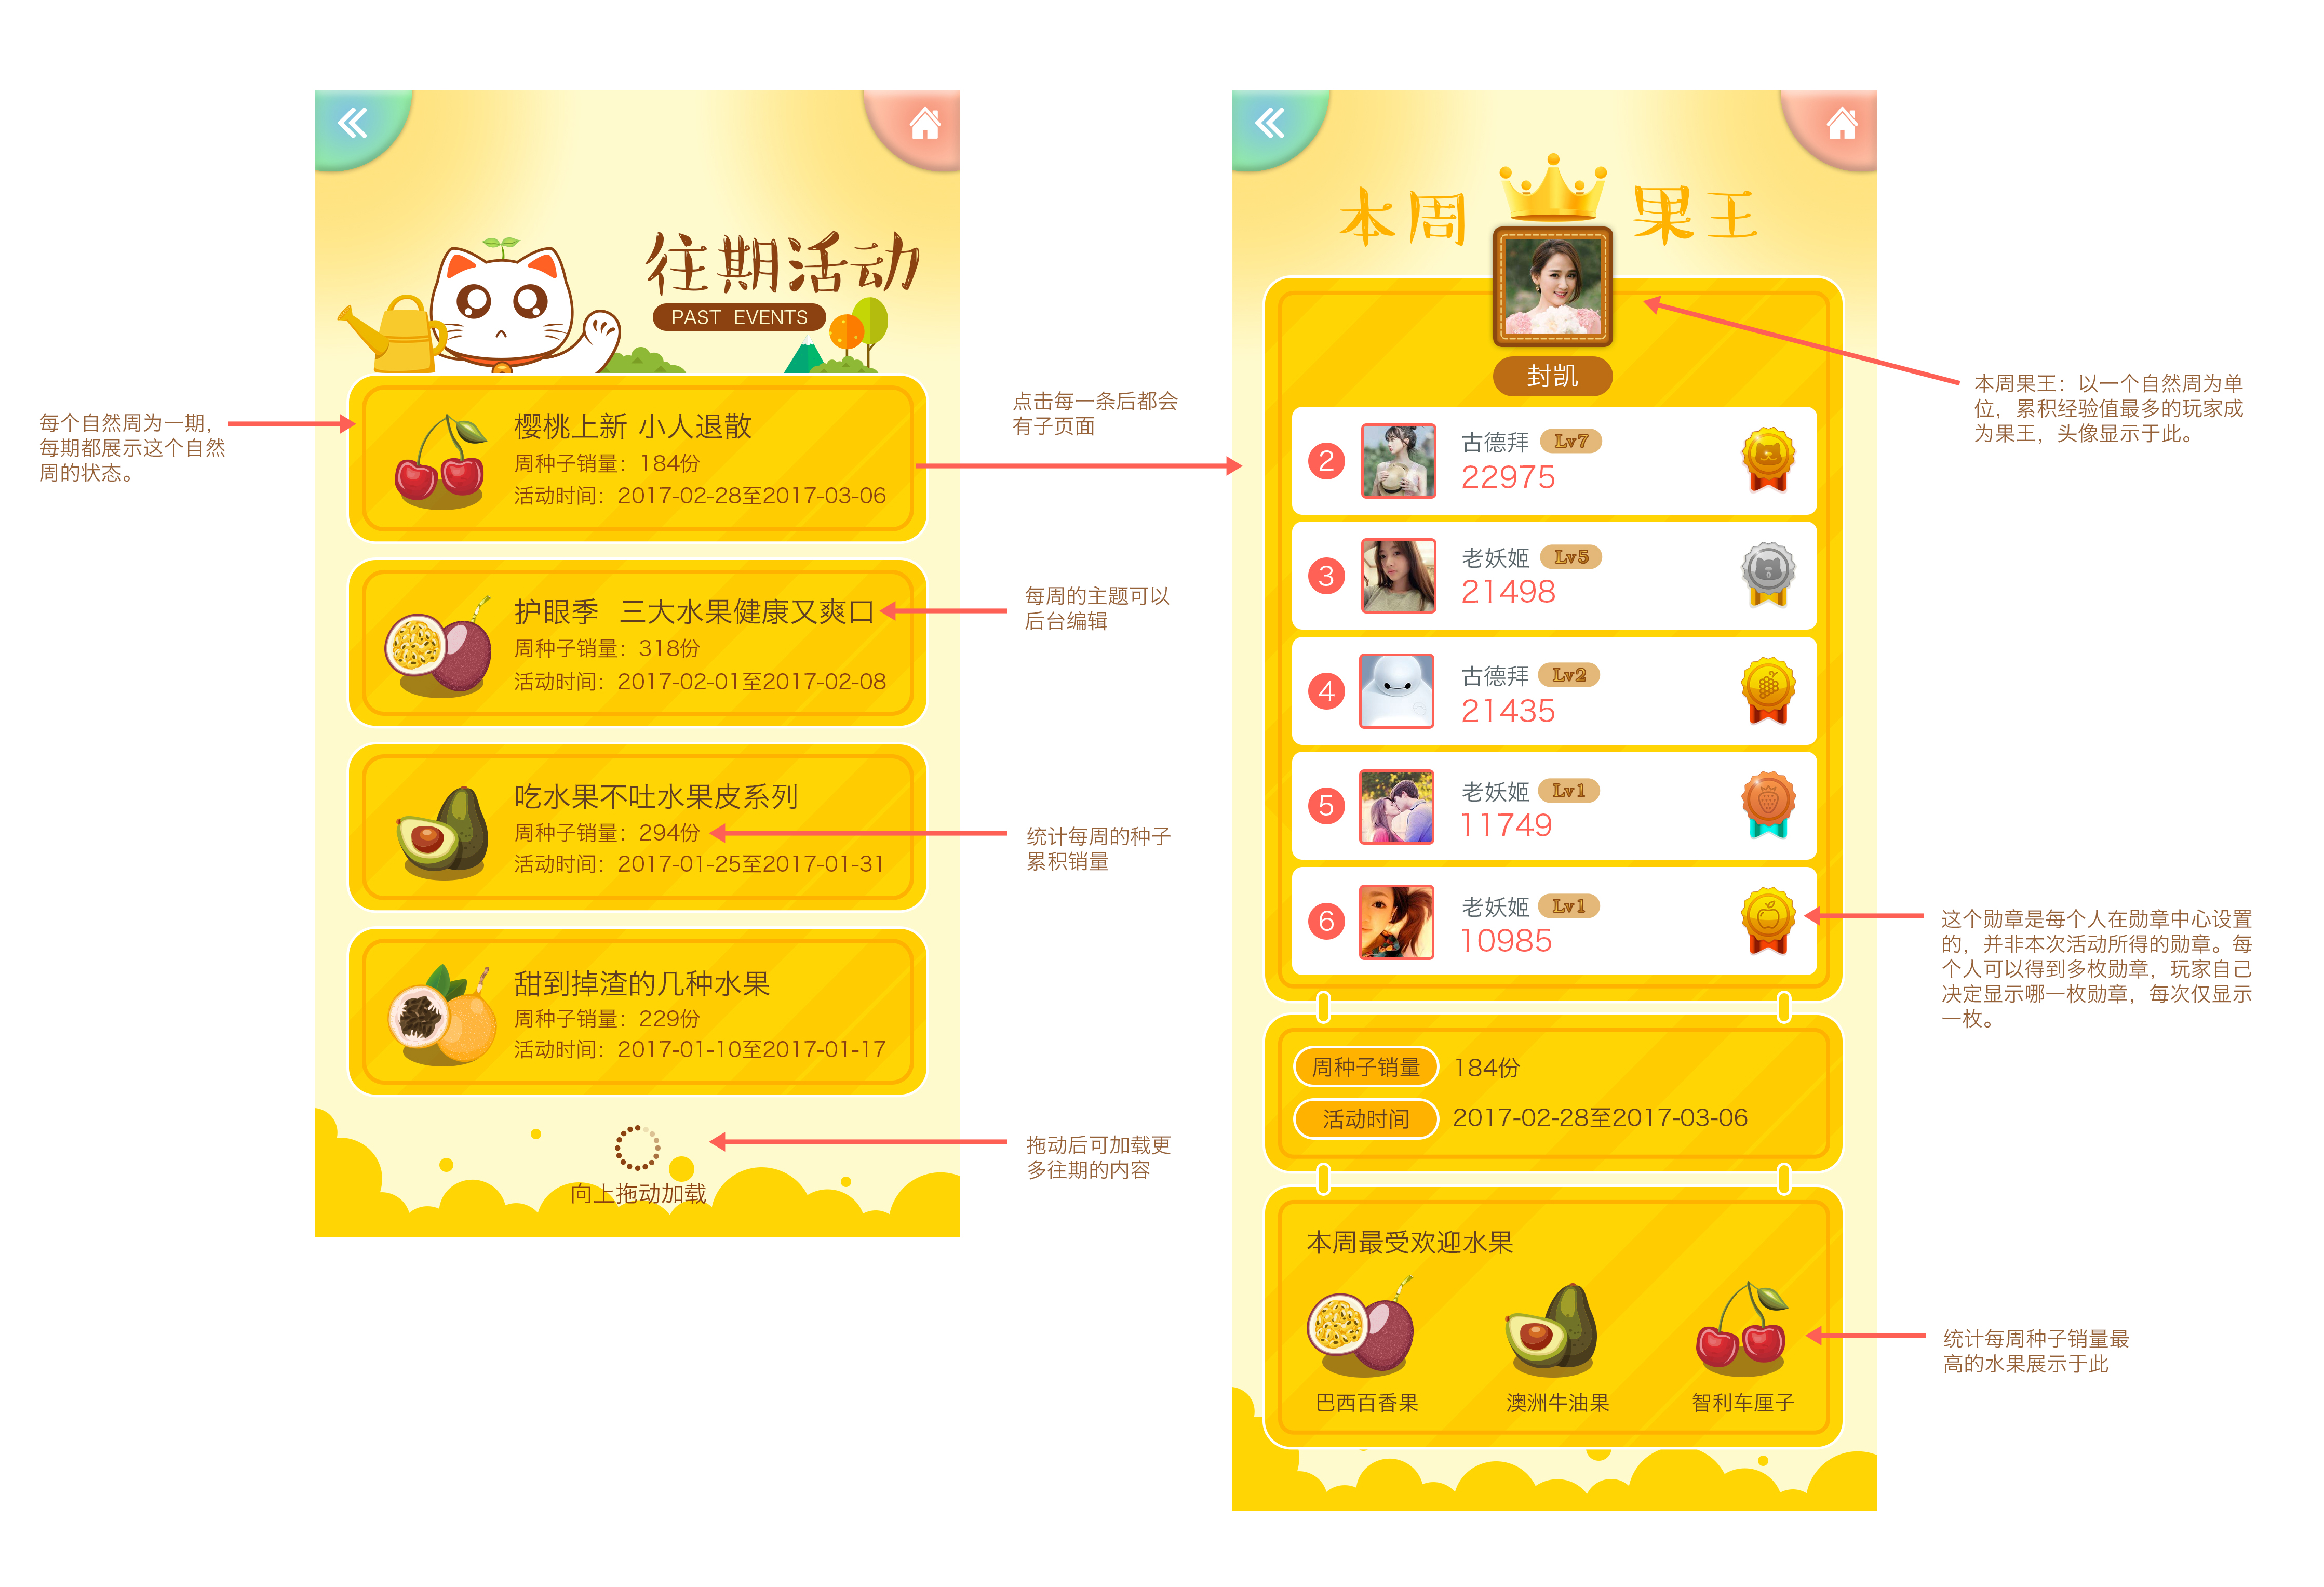 往期活动
PAST EVENTS
每个自然周为一期，
每期都展示这个自然
周的状态。
樱桃上新 小人退散
周种子销量：184份
活动时间：2017-02-28至2017-03-06
点击每一条后都会
有子页面
护眼季 三大水果健康又爽口
周种子销量：318份
活动时间：2017-02-01至2017-02-08
每周的主题可以
后台编辑
吃水果不吐水果皮系列
周种子销量：294份
活动时间：2017-01-25至2017-01-31
统计每周的种子
累积销量
甜到掉渣的几种水果
周种子销量：229份
活动时间：2017-01-10至2017-01-17
向上拖动加载
拖动后可加载更
多往期的内容
本周 果王
封凯
本周果王：以一个自然周为单
位，累积经验值最多的玩家成
为果王，头像显示于此。
2 古德拜 Lv7
22975
3 老妖姬 Lv5
21498
4 古德拜 Lv2
21435
5 老妖姬 Lv1
11749
6 老妖姬 Lv1
10985
这个勋章是每个人在勋章中心设置
的，并非本次活动所得的勋章。每
个人可以得到多枚勋章，玩家自己
决定显示哪一枚勋章，每次仅显示
一枚。
周种子销量 184份
活动时间 2017-02-28至2017-03-06
本周最受欢迎水果
巴西百香果 澳洲牛油果 智利车厘子
统计每周种子销量最
高的水果展示于此